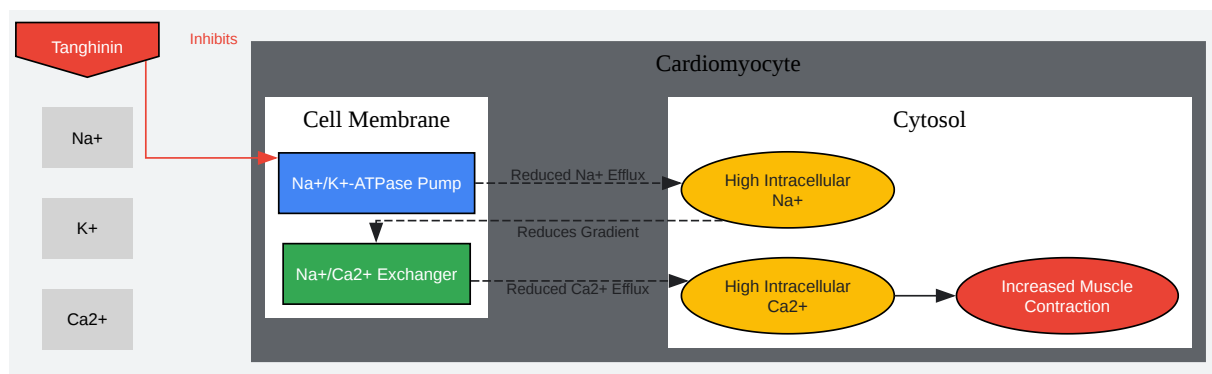 Tanghinin
Inhibits
Cardiomyocyte
Cell Membrane
Cytosol
Na+
K+
Ca2+
Na+/K+-ATPase Pump
Reduced Na+ Efflux
High Intracellular
Na+
Reduces Gradient
Na+/Ca2+ Exchanger
Reduced Ca2+ Efflux
High Intracellular
Ca2+
Increased Muscle
Contraction